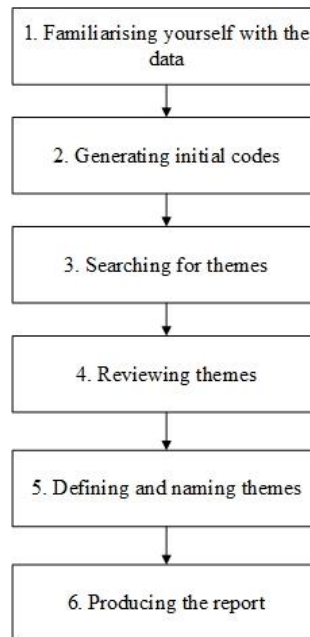 1. Familiarising yourself with the
data
2. Generating initial codes
3. Searching for themes
4. Reviewing themes
5. Defining and naming themes
6. Producing the report